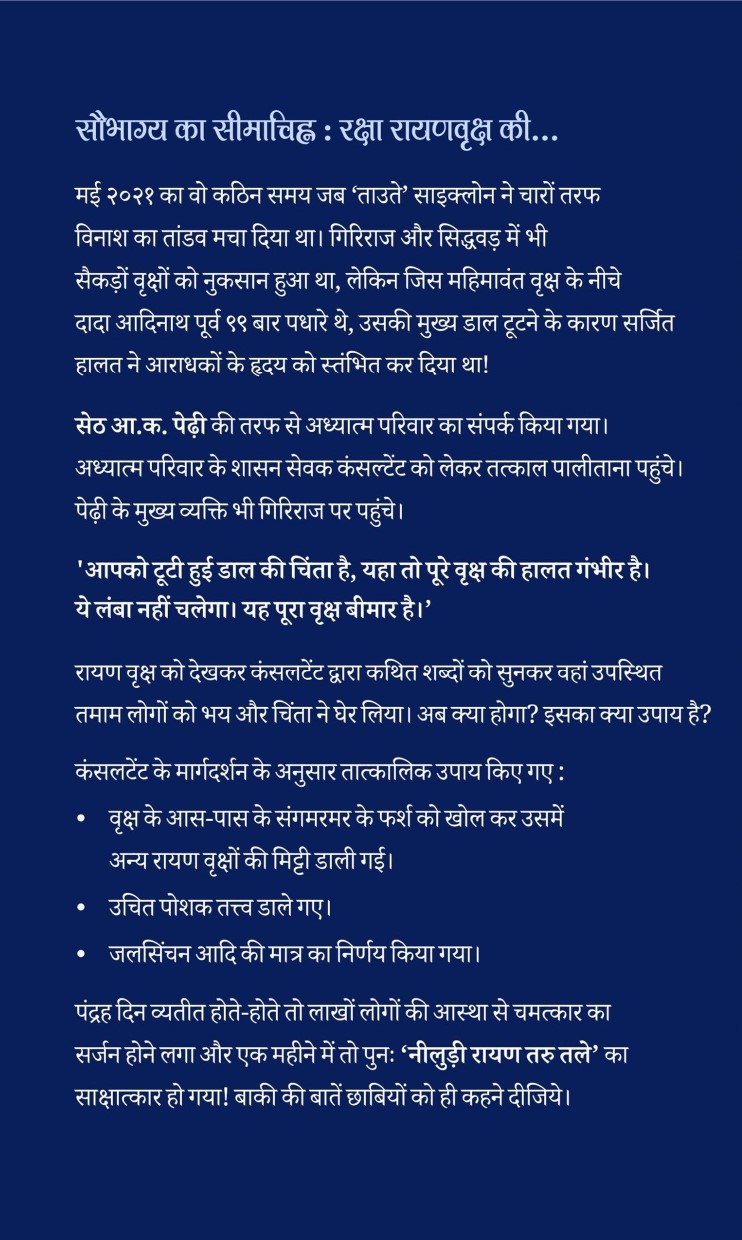 सौभाग्य का सीमाचिह्न : रक्षा रायणवृक्ष की...
मई २०२१ का वो कठिन समय जब ‘ताउते’ साइक्लोन ने चारों तरफ
विनाश का तांडव मचा दिया था। गिरिराज और सिद्धवड़ में भी
सैकड़ों वृक्षों को नुकसान हुआ था, लेकिन जिस महिमावंत वृक्ष के नीचे
दादा आदिनाथ पूर्व ९९ बार पधारे थे, उसकी मुख्य डाल टूटने के कारण सर्जित
हालत ने आराधकों के हृदय को स्तंभित कर दिया था!
सेठ आ.क. पेढ़ी की तरफ से अध्यात्म परिवार का संपर्क किया गया।
अध्यात्म परिवार के शासन सेवक कंसल्टेंट को लेकर तत्काल पालीताना पहुंचे।
पेढ़ी के मुख्य व्यक्ति भी गिरिराज पर पहुंचे।
'आपको टूटी हुई डाल की चिंता है, यहा तो पूरे वृक्ष की हालत गंभीर है।
ये लंबा नहीं चलेगा। यह पूरा वृक्ष बीमार है।’
रायण वृक्ष को देखकर कंसलटेंट द्वारा कथित शब्दों को सुनकर वहां उपस्थित
तमाम लोगों को भय और चिंता ने घेर लिया। अब क्या होगा? इसका क्या उपाय है?
कंसलटेंट के मार्गदर्शन के अनुसार तात्कालिक उपाय किए गए :
• वृक्ष के आस-पास के संगमरमर के फर्श को खोल कर उसमें
अन्य रायण वृक्षों की मिट्टी डाली गई।
• उचित पोशक तत्त्व डाले गए।
• जलसिंचन आदि की मात्र का निर्णय किया गया।
पंद्रह दिन व्यतीत होते-होते तो लाखों लोगों की आस्था से चमत्कार का
सर्जन होने लगा और एक महीने में तो पुनः ‘नीलुड़ी रायण तरु तले’ का
साक्षात्कार हो गया! बाकी की बातें छाबियों को ही कहने दीजिये।